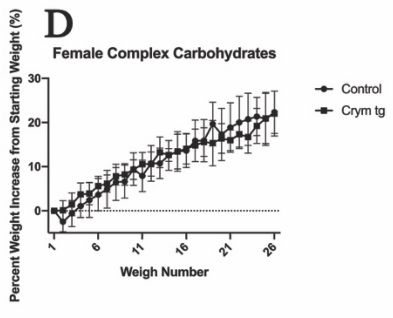 D
Female Complex Carbohydrates
Percent Weight Increase from Starting Weight (%)
30
20
10
0
1
6
11
16
21
26
Weigh Number
Control
Crym tg